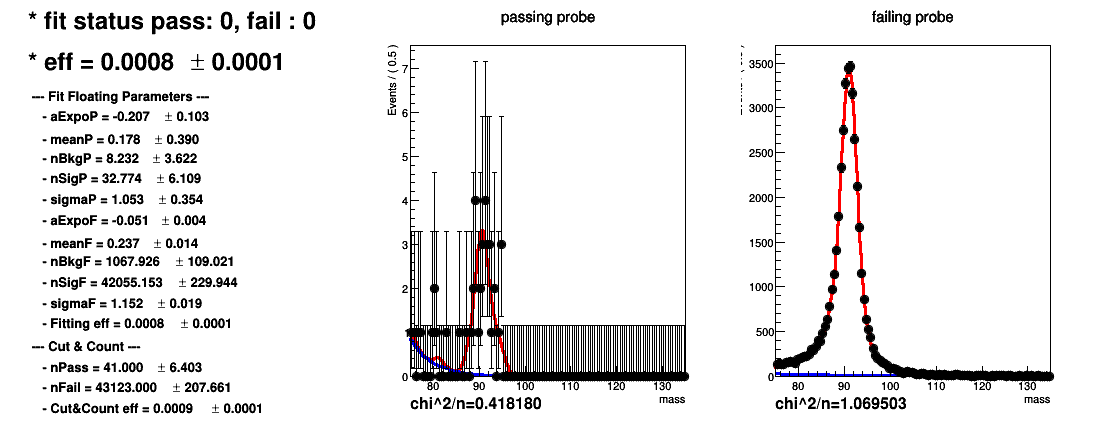 * fit status pass: 0, fail : 0
* eff = 0.0008 ± 0.0001
--- Fit Floating Parameters ---
- aExpoP = -0.207 ± 0.103
- meanP = 0.178 ± 0.390
- nBkgP = 8.232 ± 3.622
- nSigP = 32.774 ± 6.109
- sigmaP = 1.053 ± 0.354
- aExpoF = -0.051 ± 0.004
- meanF = 0.237 ± 0.014
- nBkgF = 1067.926 ± 109.021
- nSigF = 42055.153 ± 229.944
- sigmaF = 1.152 ± 0.019
- Fitting eff = 0.0008 ± 0.0001
--- Cut & Count ---
- nPass = 41.000 ± 6.403
- nFail = 43123.000 ± 207.661
- Cut&Count eff = 0.0009 ± 0.0001
passing probe
Events / ( 0.5 )
7
6
5
4
3
2
1
0
80 90 100 110 120 130
mass
chi^2/n=0.418180
failing probe
3500
3000
2500
2000
1500
1000
500
0
80 90 100 110 120 130
mass
chi^2/n=1.069503